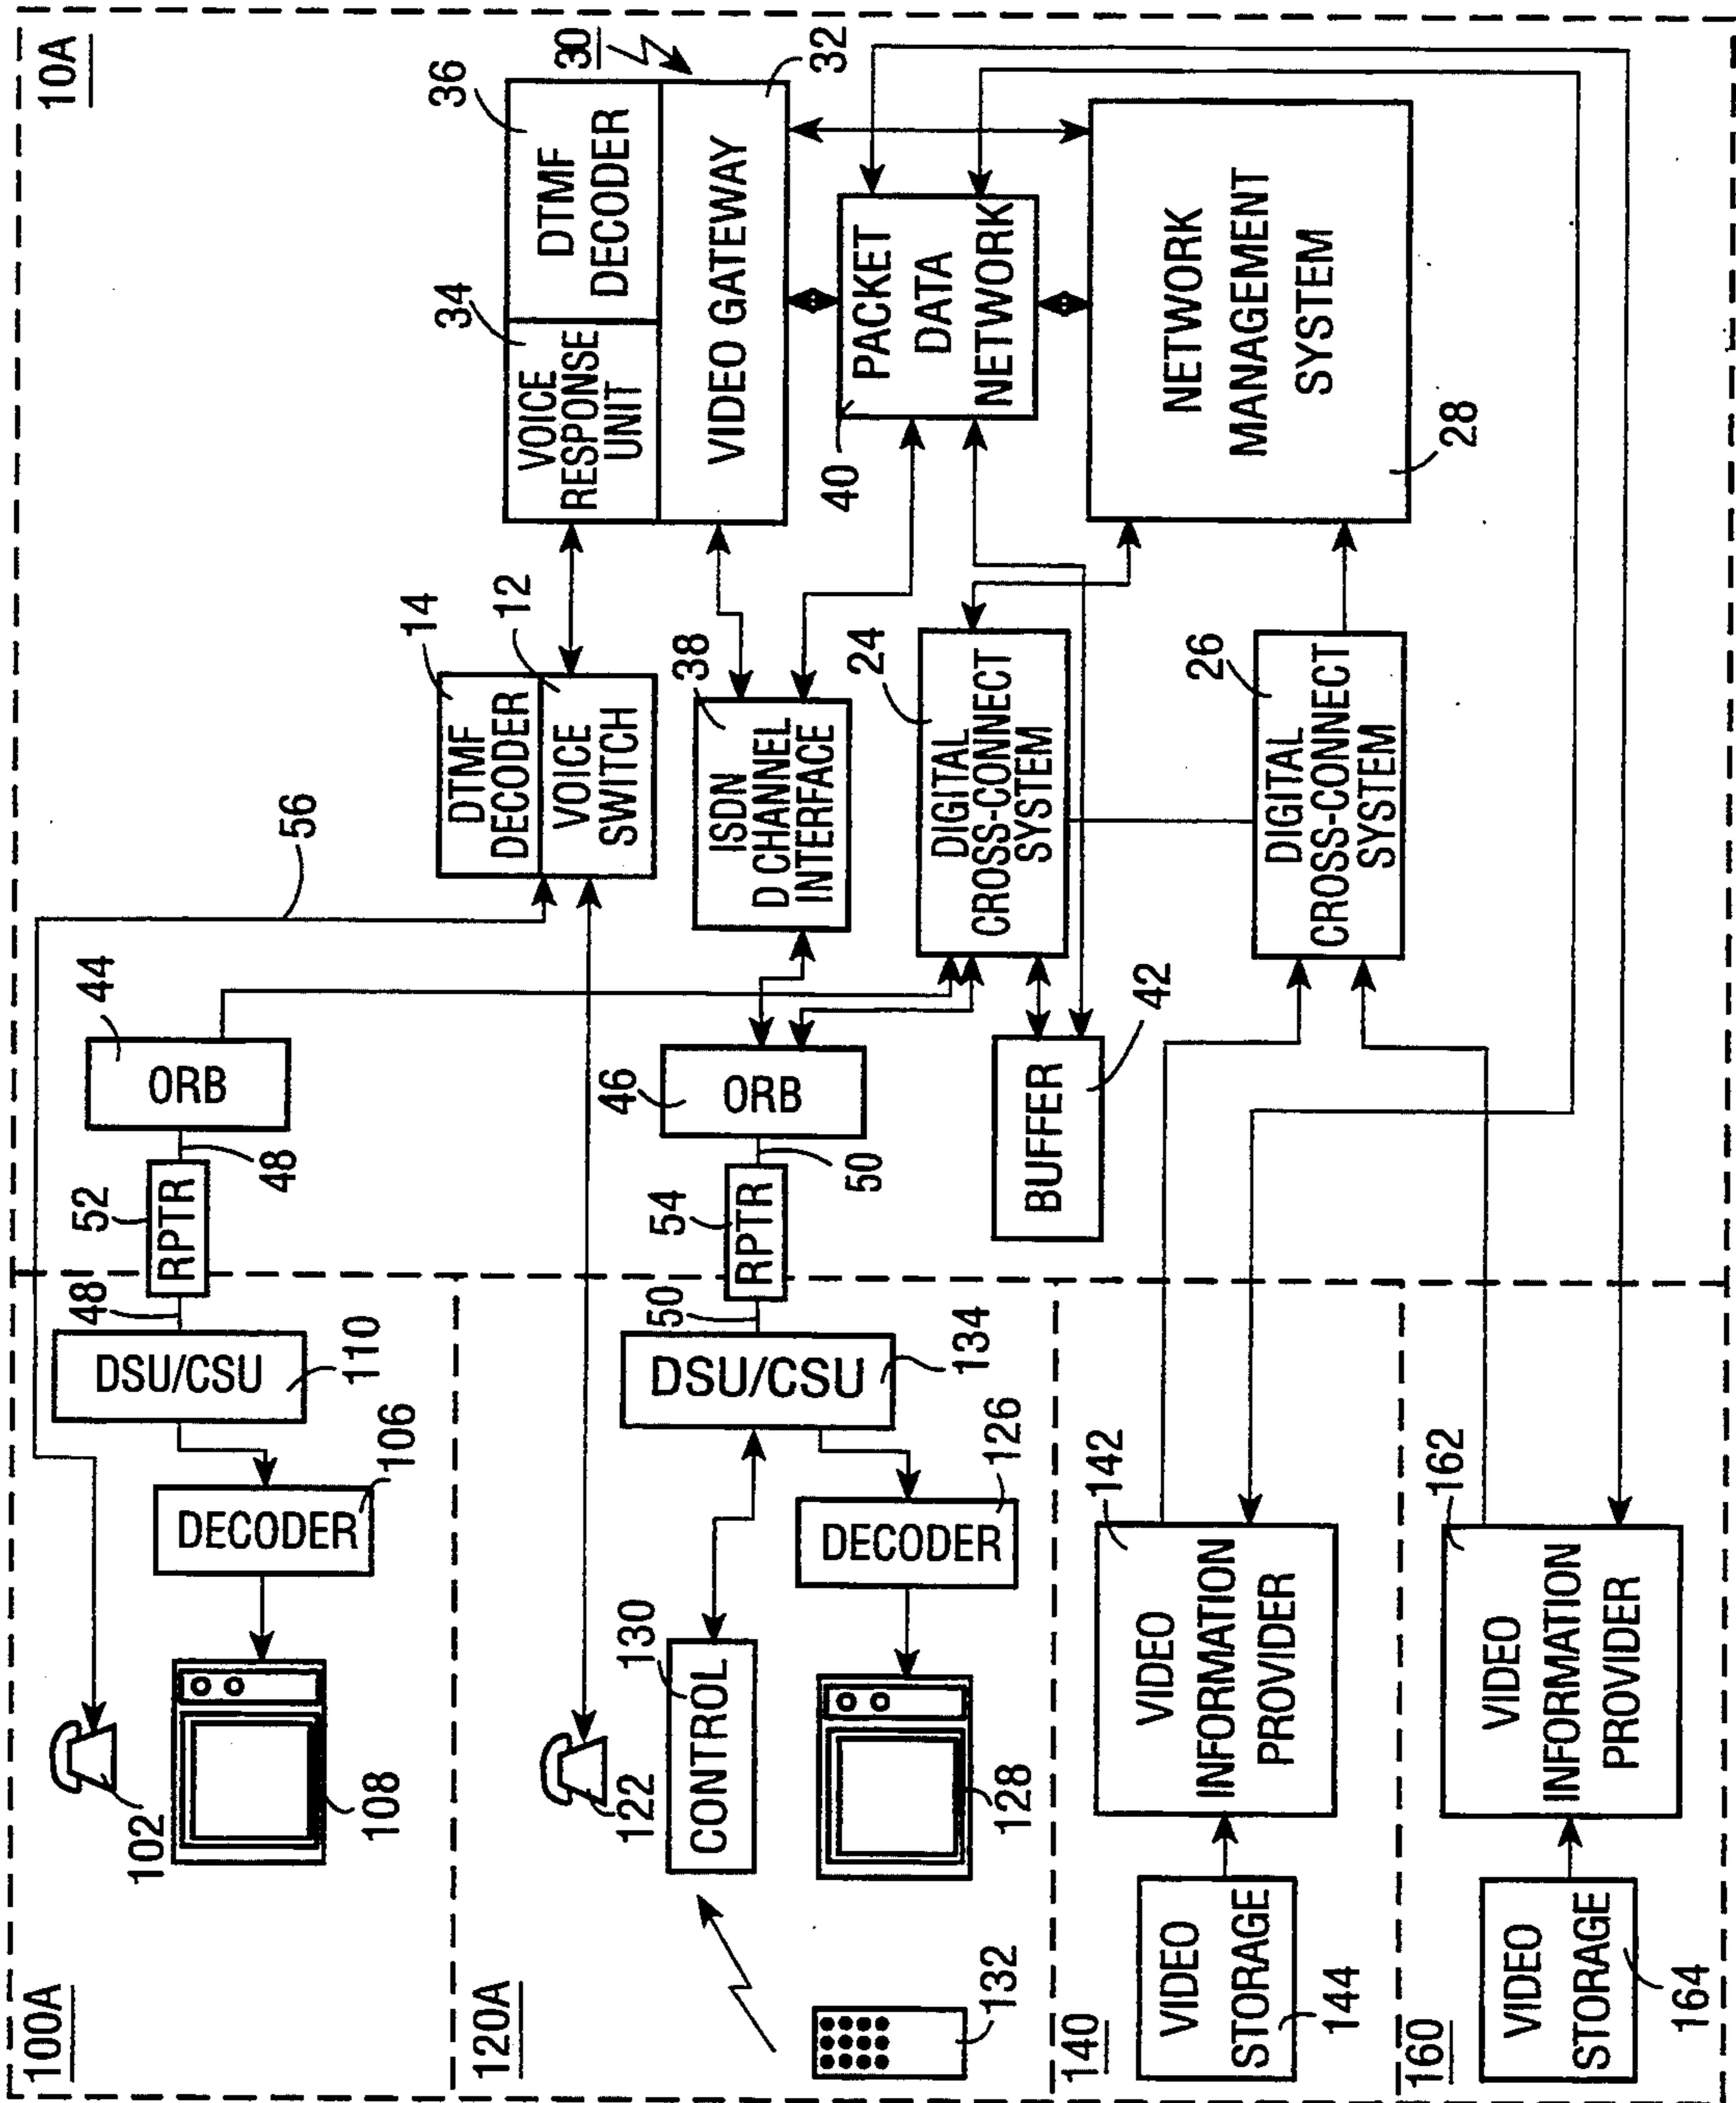 100A
102
108
DECODER
106
DSU/CSU
110
48
RPTR
52
48
ORB
44
56
10A
120A
132
122
CONTROL
130
128
DECODER
126
DSU/CSU
134
50
RPTR
54
50
ORB
46
DTMF
DECODER
14
VOICE
SWITCH
12
VOICE
RESPONSE
UNIT
34
DTMF
DECODER
36
30
VIDEO GATEWAY
32
ISDN
D CHANNEL
INTERFACE
38
PACKET
DATA
NETWORK
40
DIGITAL
CROSS-CONNECT
SYSTEM
24
BUFFER
42
NETWORK
MANAGEMENT
SYSTEM
28
DIGITAL
CROSS-CONNECT
SYSTEM
26
140
VIDEO
STORAGE
144
VIDEO
INFORMATION
PROVIDER
142
160
VIDEO
STORAGE
164
VIDEO
INFORMATION
PROVIDER
162